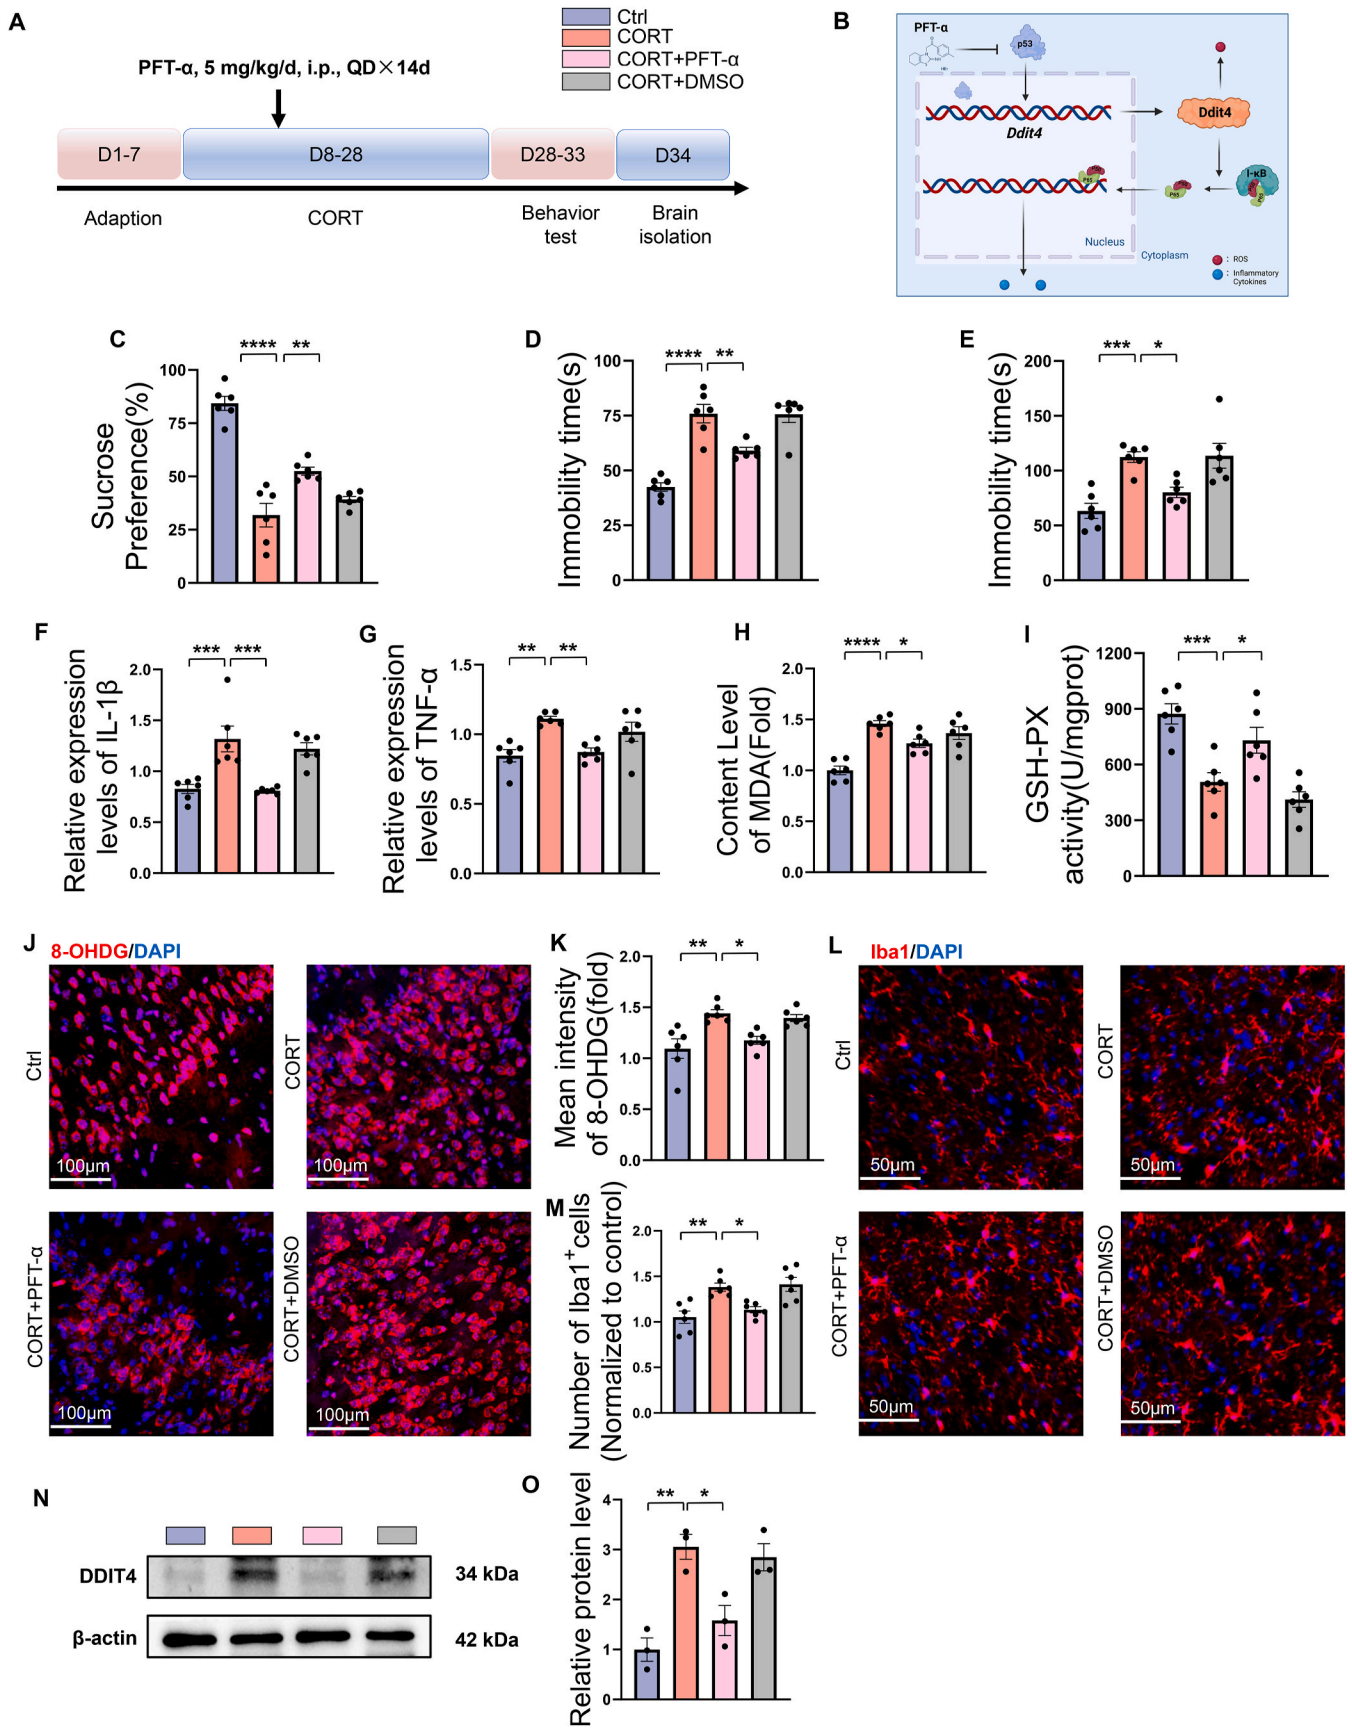 A
Ctrl
CORT
CORT+PFT-α
CORT+DMSO
PFT-α, 5 mg/kg/d, i.p., QD×14d
D1-7
D8-28
D28-33
D34
Adaption
CORT
Behavior
test
Brain
isolation
B
PFT-α
p53
Ddit4
Ddit4
I-κB
P65
P65
Nucleus
Cytoplasm
: ROS
: Inflammatory
Cytokines
C
**** **
Sucrose
Preference(%)
100
75
50
25
0
D
**** **
Immobility time(s)
100
75
50
25
0
E
*** *
Immobility time(s)
200
150
100
50
0
F
*** ***
Relative expression
levels of IL-1β
2.0
1.5
1.0
0.5
0.0
G
** **
Relative expression
levels of TNF-α
1.5
1.0
0.5
0.0
H
**** *
Content Level
of MDA(Fold)
2.0
1.5
1.0
0.5
0.0
I
*** *
GSH-PX
activity(U/mgprot)
1200
900
600
300
0
J
8-OHDG/DAPI
Ctrl
100μm
CORT
100μm
CORT+PFT-α
100μm
CORT+DMSO
100μm
K
** *
Mean intensity
of 8-OHDG(fold)
2.0
1.5
1.0
0.5
0.0
L
Iba1/DAPI
Ctrl
50μm
CORT
50μm
CORT+PFT-α
50μm
CORT+DMSO
50μm
M
** *
Number of Iba1⁺cells
(Normalized to control)
2.0
1.5
1.0
0.5
0.0
N
DDIT4
34 kDa
β-actin
42 kDa
O
** *
Relative protein level
4
3
2
1
0